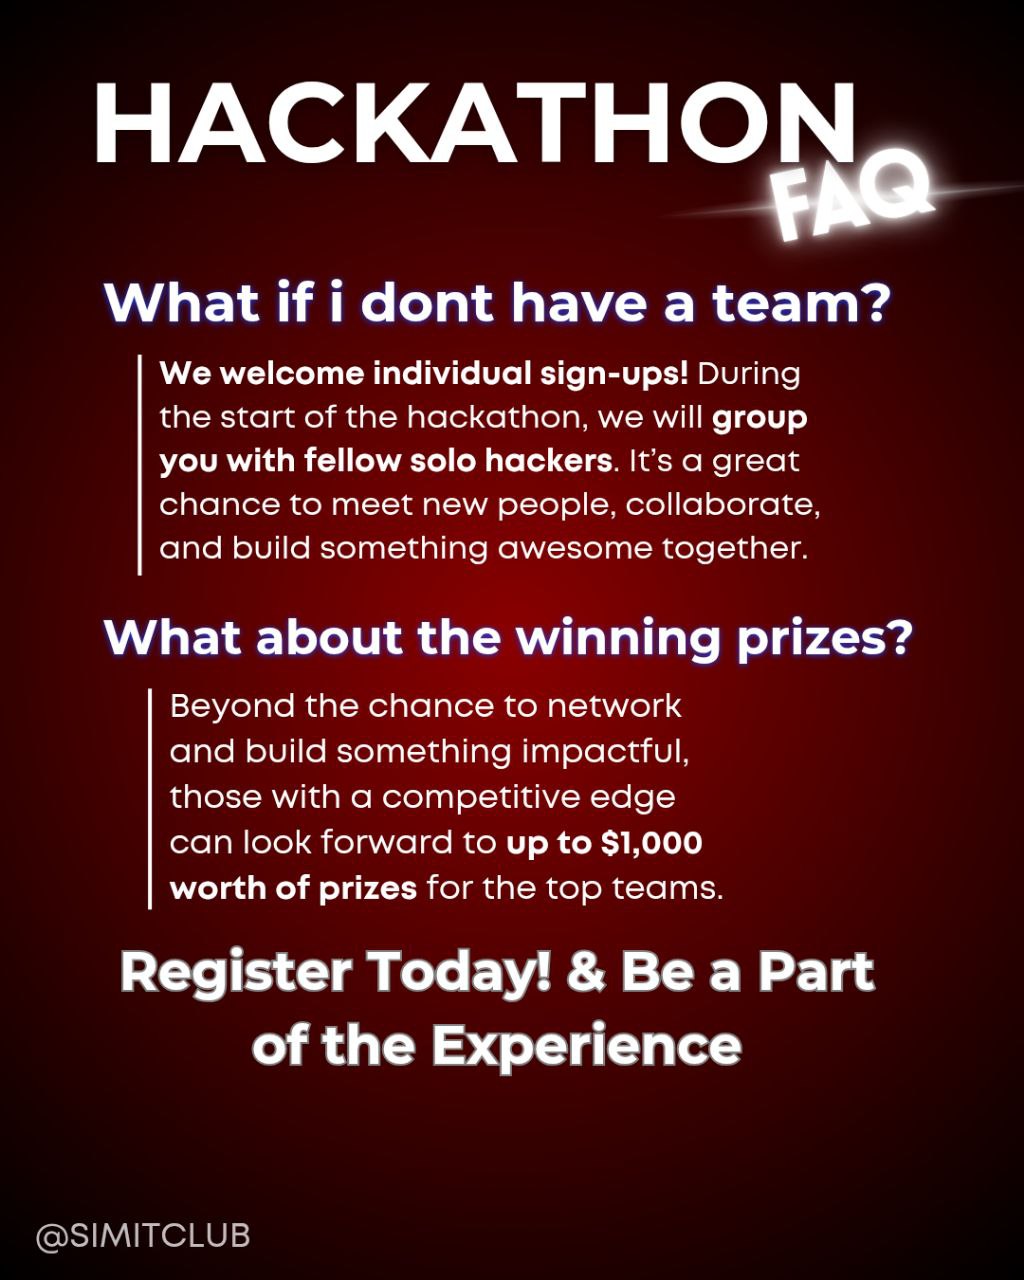 HACKATHON
FAQ
What if i dont have a team?
We welcome individual sign-ups! During
the start of the hackathon, we will group
you with fellow solo hackers. It’s a great
chance to meet new people, collaborate,
and build something awesome together.
What about the winning prizes?
Beyond the chance to network
and build something impactful,
those with a competitive edge
can look forward to up to $1,000
worth of prizes for the top teams.
Register Today! & Be a Part
of the Experience
@SIMITCLUB